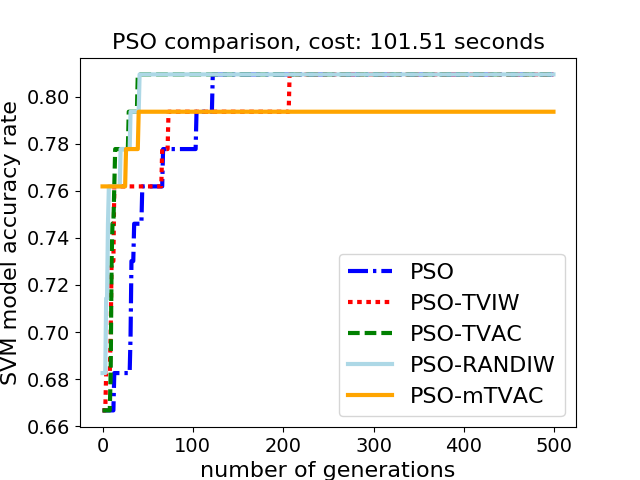 PSO comparison, cost: 101.51 seconds
SVM model accuracy rate
0.80
0.78
0.76
0.74
0.72
0.70
0.68
0.66
PSO
PSO-TVIW
PSO-TVAC
PSO-RANDIW
PSO-mTVAC
0 100 200 300 400 500
number of generations